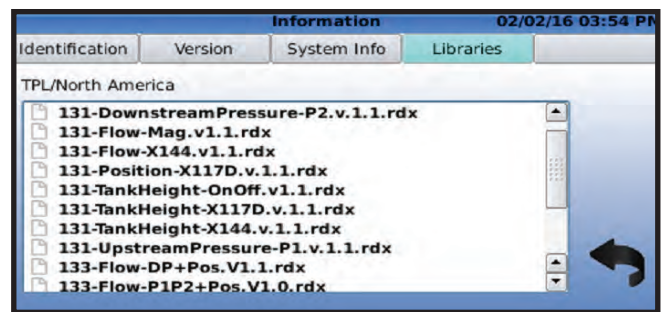 Information 02/02/16 03:54 PM
Identification Version System Info Libraries
TPL/North America
131-DownstreamPressure-P2.v.1.1.rdx
131-Flow-Mag.v1.1.rdx
131-Flow-X144.v1.1.rdx
131-Position-X117D.v.1.1.rdx
131-TankHeight-OnOff.v1.1.rdx
131-TankHeight-X117D.v.1.1.rdx
131-TankHeight-X144.v.1.1.rdx
131-UpstreamPressure-P1.v.1.1.rdx
133-Flow-DP+Pos.V1.1.rdx
133-Flow-P1P2+Pos.V1.0.rdx